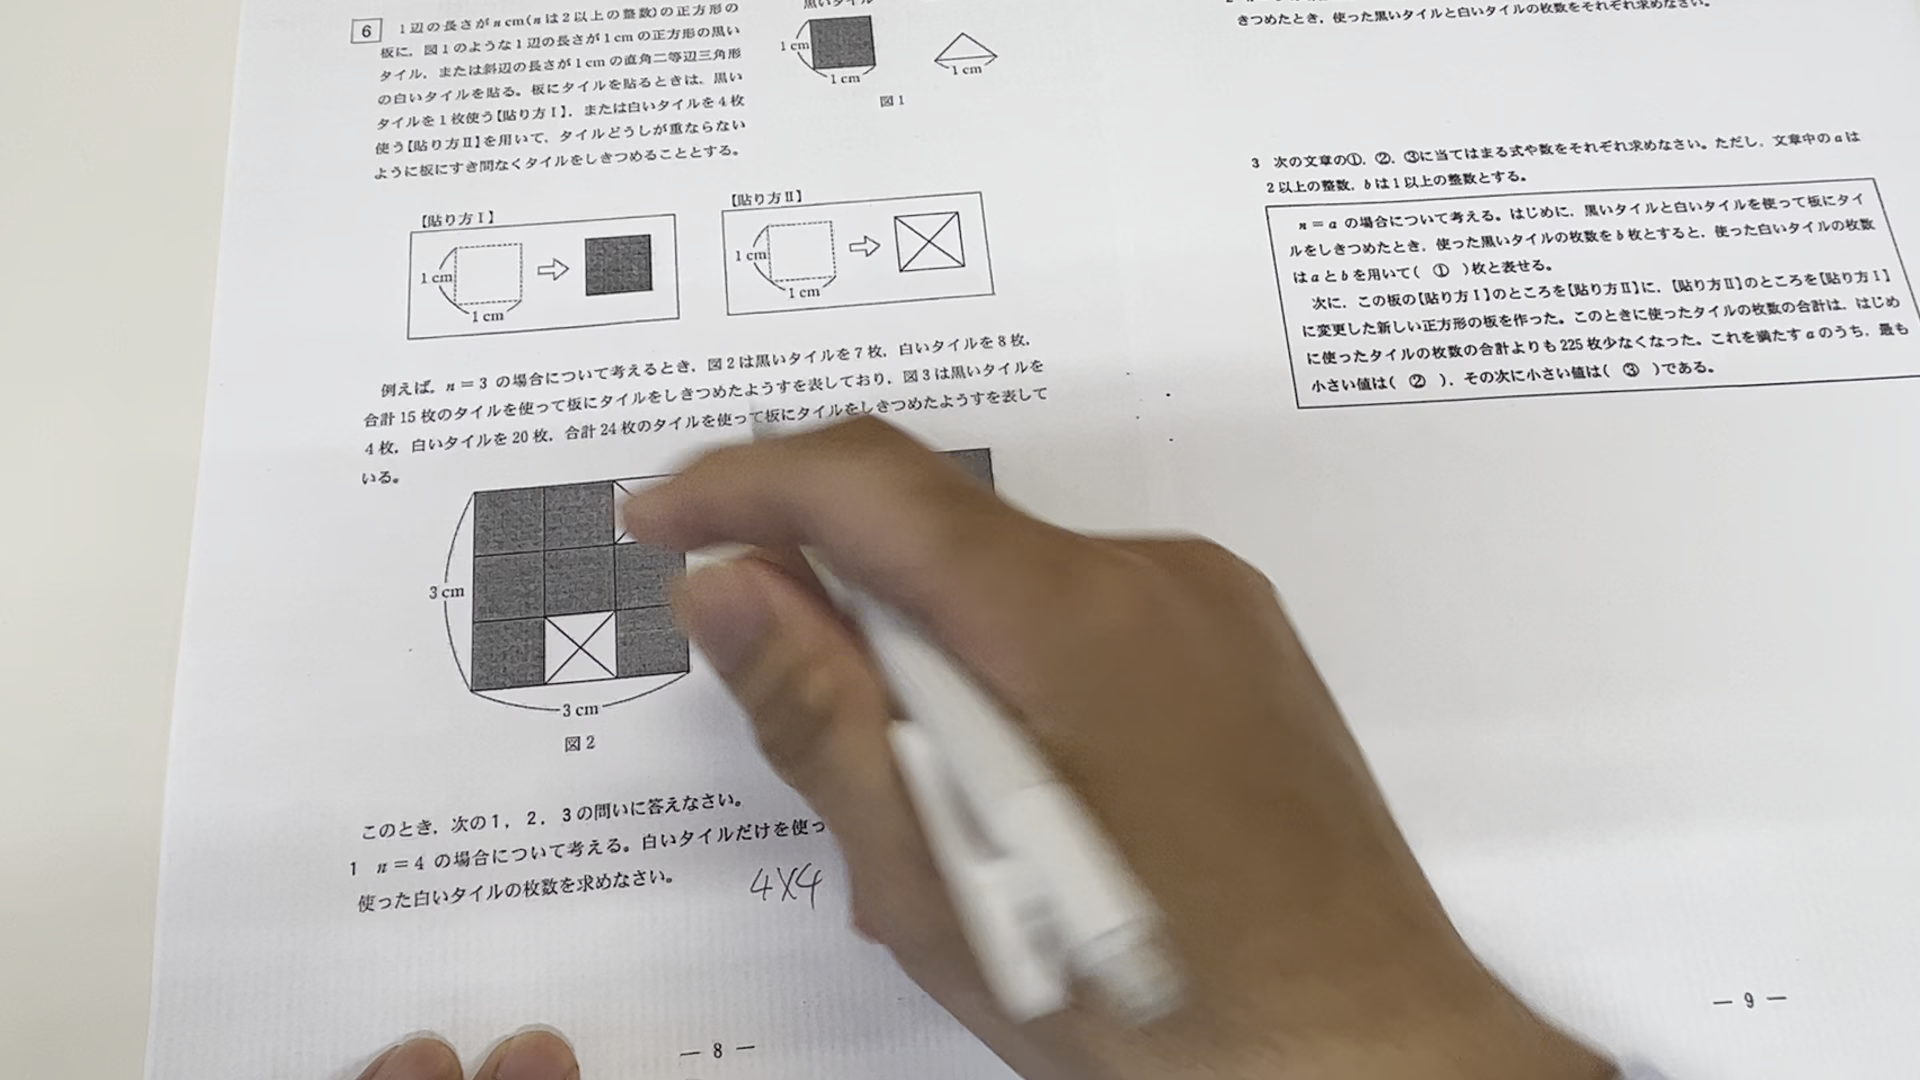 6 1辺の長さがn cm(nは2以上の整数)の正方形の
板に，図1のような1辺の長さが1cmの正方形の黒い
タイル，または斜辺の長さが1cmの直角二等辺三角形
の白いタイルを貼る。板にタイルを貼るときは，黒い
タイルを1枚使う【貼り方Ⅰ】，または白いタイルを4枚
使う【貼り方Ⅱ】を用いて，タイルどうしが重ならない
ように板にすき間なくタイルをしきつめることとする。
黒いタイル
1cm
1cm
1cm
図1
【貼り方Ⅰ】
1cm
1cm
【貼り方Ⅱ】
1cm
1cm
例えば，n＝3 の場合について考えるとき，図2は黒いタイルを7枚，白いタイルを8枚，
合計15枚のタイルを使って板にタイルをしきつめたようすを表しており，図3は黒いタイルを
4枚，白いタイルを20枚，合計24枚のタイルを使って板にタイルをしきつめたようすを表して
いる。
3cm
3cm
図2
このとき，次の1，2，3の問いに答えなさい。
1 n＝4 の場合について考える。白いタイルだけを使っ
使った白いタイルの枚数を求めなさい。
4×4
― 8 ―
きつめたとき，使った黒いタイルと白いタイルの枚数をそれぞれ求めなさい。
3 次の文章の①，②，③に当てはまる式や数をそれぞれ求めなさい。ただし，文章中のaは
2以上の整数，bは1以上の整数とする。
n＝a の場合について考える。はじめに，黒いタイルと白いタイルを使って板にタイ
ルをしきつめたとき，使った黒いタイルの枚数をb枚とすると，使った白いタイルの枚数
はaとbを用いて( ① )枚と表せる。
次に，この板の【貼り方Ⅰ】のところを【貼り方Ⅱ】に，【貼り方Ⅱ】のところを【貼り方Ⅰ】
に変更した新しい正方形の板を作った。このときに使ったタイルの枚数の合計は，はじめ
に使ったタイルの枚数の合計よりも225枚少なくなった。これを満たすaのうち，最も
小さい値は( ② )，その次に小さい値は( ③ )である。
― 9 ―